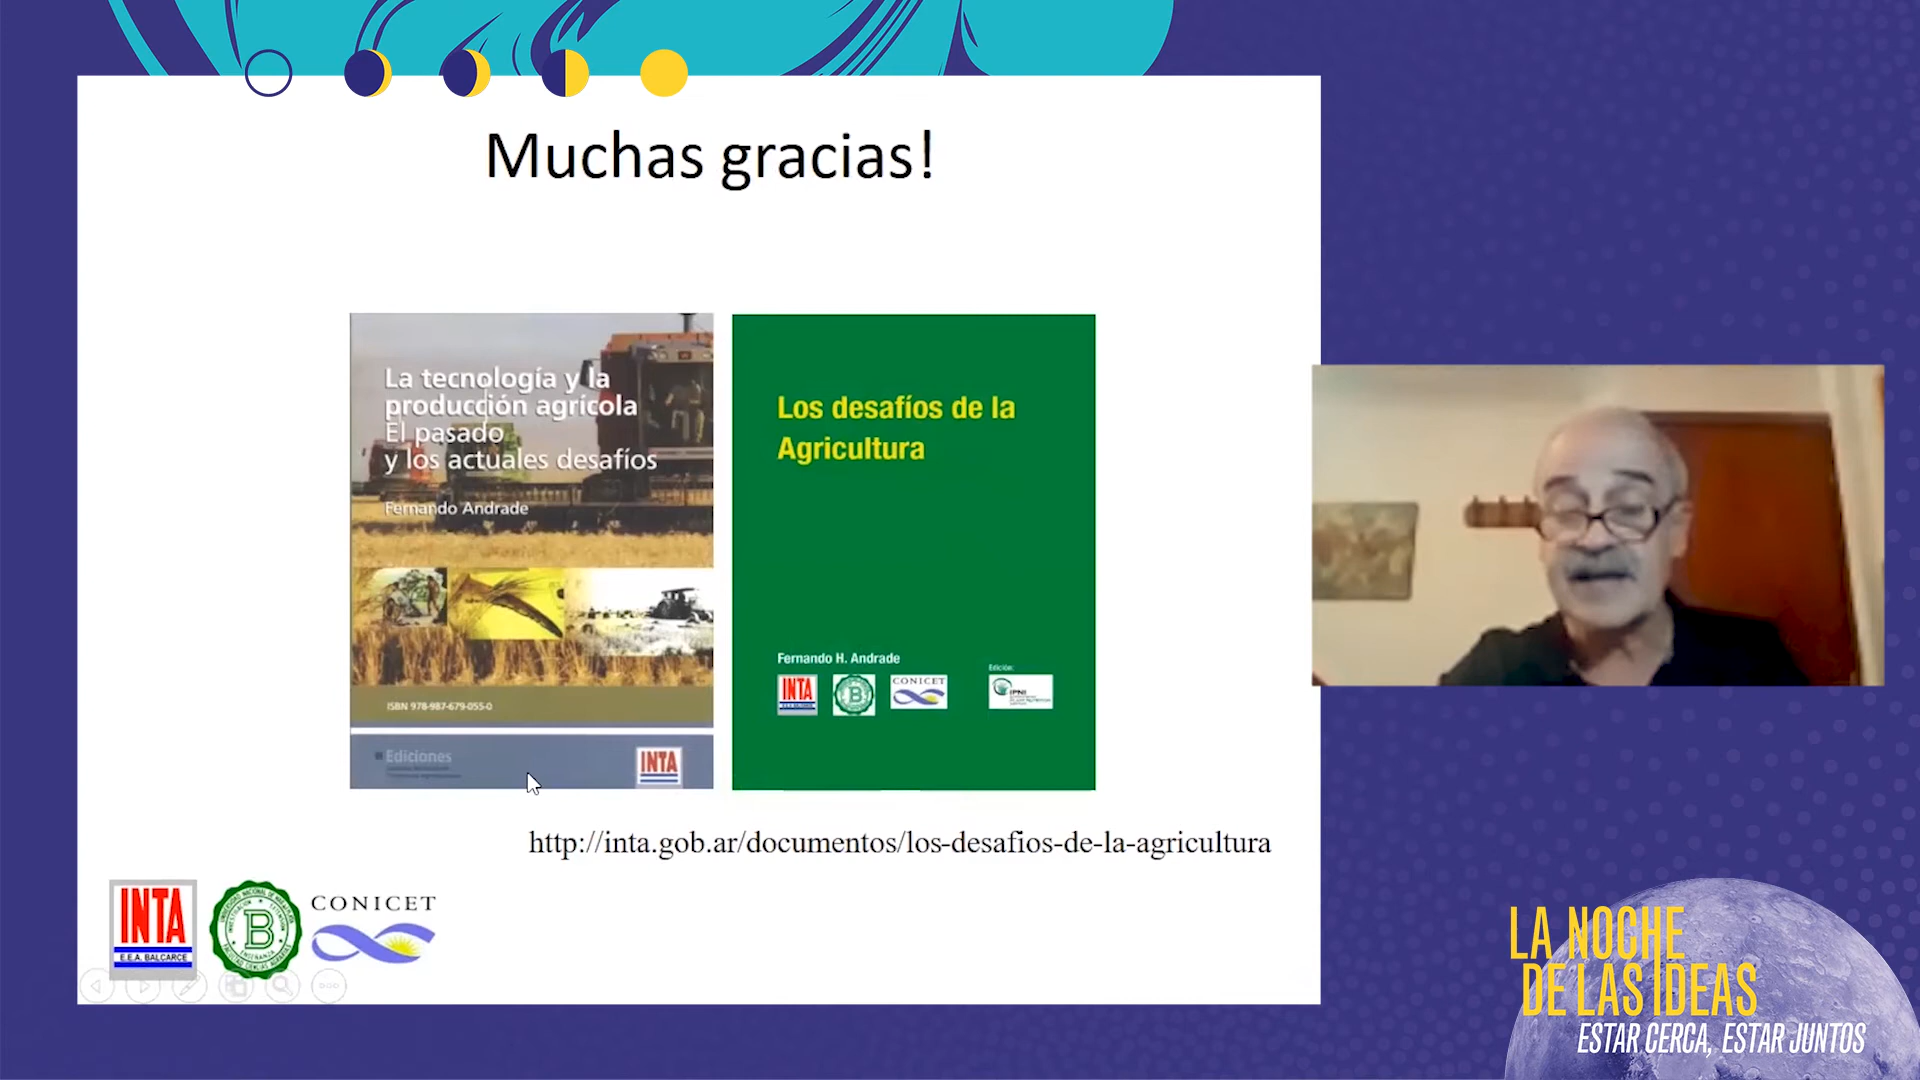 Muchas gracias!
La tecnología y la
producción agrícola
El pasado
y los actuales desafíos
Fernando Andrade
ISBN 978-987-679-055-0
Ediciones
INTA
Los desafíos de la
Agricultura
Fernando H. Andrade
Edición:
INTA
B
CONICET
IPNI
http://inta.gob.ar/documentos/los-desafios-de-la-agricultura
INTA
E.E.A. BALCARCE
B
CONICET
LA NOCHE
DE LAS IDEAS
ESTAR CERCA, ESTAR JUNTOS